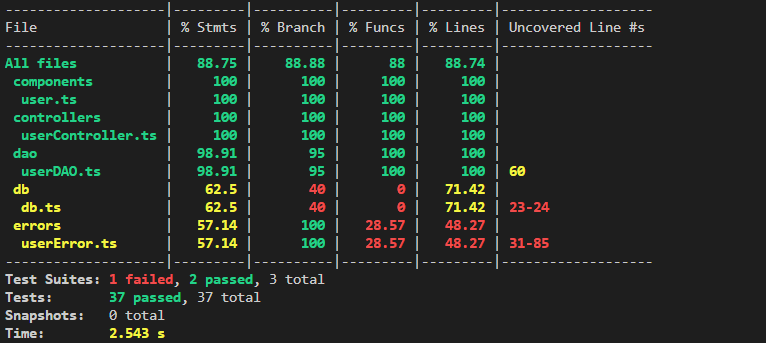 -------------------|---------|----------|---------|---------|-------------------
File               | % Stmts | % Branch | % Funcs | % Lines | Uncovered Line #s
-------------------|---------|----------|---------|---------|-------------------
All files          |   88.75 |    88.88 |      88 |   88.74 |
 components        |     100 |      100 |     100 |     100 |
  user.ts          |     100 |      100 |     100 |     100 |
 controllers       |     100 |      100 |     100 |     100 |
  userController.ts |     100 |      100 |     100 |     100 |
 dao               |   98.91 |       95 |     100 |     100 |
  userDAO.ts       |   98.91 |       95 |     100 |     100 | 60
 db                |    62.5 |       40 |       0 |   71.42 |
  db.ts            |    62.5 |       40 |       0 |   71.42 | 23-24
 errors            |   57.14 |      100 |   28.57 |   48.27 |
  userError.ts     |   57.14 |      100 |   28.57 |   48.27 | 31-85
-------------------|---------|----------|---------|---------|-------------------
Test Suites: 1 failed, 2 passed, 3 total
Tests:       37 passed, 37 total
Snapshots:   0 total
Time:        2.543 s